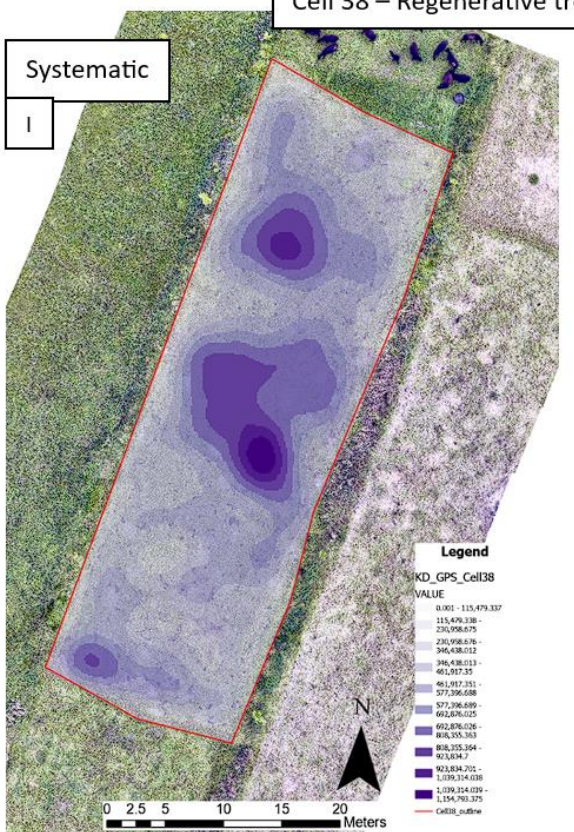 Cell 38 – Regenerative
Systematic
I
Legend
KD_GPS_Cell38
VALUE
0.001 - 115,479.337
115,479.338 -
230,958.675
230,958.676 -
346,438.012
346,438.013 -
461,917.35
461,917.351 -
577,396.688
577,396.689 -
692,876.025
692,876.026 -
808,355.363
808,355.364 -
923,834.7
923,834.701 -
1,039,314.038
1,039,314.039 -
1,154,793.375
Cell38_outline
N
0 2.5 5 10 15 20
Meters